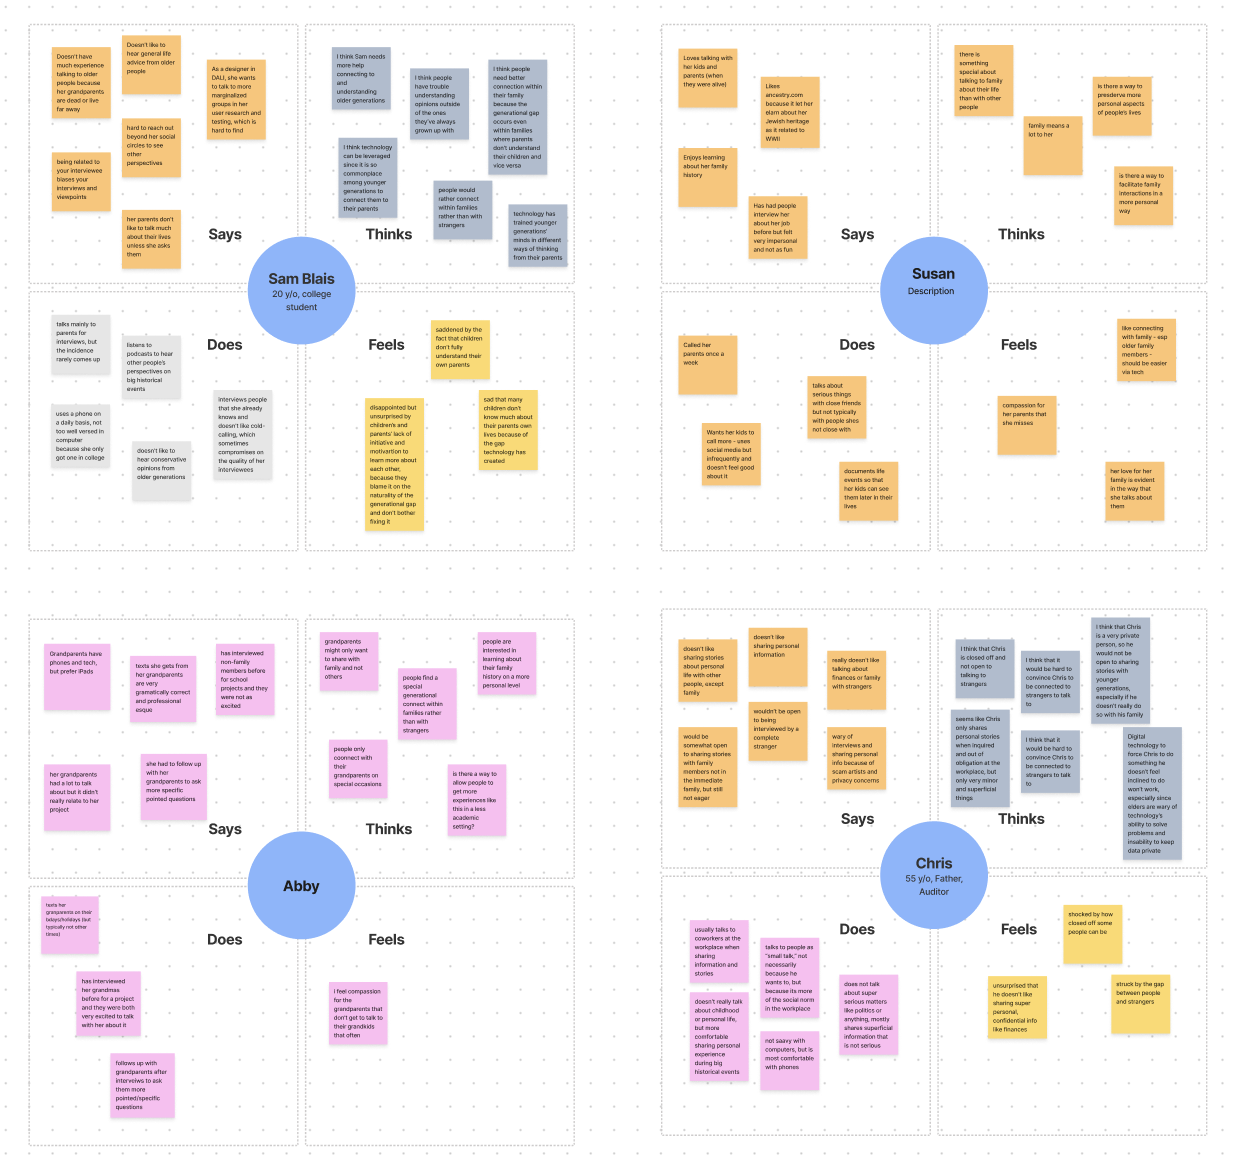 Doesn't have
much experience
talking to older
people because
her grandparents
are dead or live
far away
Doesn't like to
hear general life
advice from older
people
As a designer in
DALI, she wants
to talk to more
marginalized
groups in her
user research and
testing, which is
hard to find
hard to reach out
beyond her social
circles to see
other
perspectives
being related to
your interviewee
biases your
interviews and
viewpoints
her parents don't
like to talk much
about their lives
unless she asks
them
Says
I think Sam needs
more help
connecting to
and
understanding
older generations
I think people
have trouble
understanding
opinions outside
of the ones
they've always
grown up with
I think people
need better
connection within
their family
because the
generational gap
occurs even
within families
where parents
don't understand
their children and
vice versa
I think technology
can be leveraged
since it is so
commonplace
among younger
generations to
connect them to
their parents
people would
rather connect
within families
rather than with
strangers
technology has
trained younger
generations'
minds in different
ways of thinking
from their parents
Thinks
Sam Blais
20 y/o, college
student
talks mainly to
parents for
interviews, but
the incidence
rarely comes up
listens to
podcasts to hear
other people's
perspectives on
big historical
events
Does
uses a phone on
a daily basis, not
too well versed in
computer
because she only
got one in college
doesn't like to
hear conservative
opinions from
older generations
interviews people
that she already
knows and
doesn't like cold-
calling, which
sometimes
compromises on
the quality of her
interviewees
Feels
saddened by the
fact that children
don't fully
understand their
own parents
disappointed but
unsurprised by
children's and
parents' lack of
initiative and
motivartion to
learn more about
each other,
because they
blame it on the
naturality of the
generational gap
and don't bother
fixing it
sad that many
children don't
know much about
their parents own
lives because of
the gap
technology has
created
Loves talking with
her kids and
parents (when
they were alive)
Likes
ancestry.com
because it let her
elarn about her
Jewish heritage
as it related to
WWII
Enjoys learning
about her family
history
Has had people
interview her
about her job
before but felt
very impersonal
and not as fun
Says
there is
something
special about
talking to family
about their life
than with other
people
Is there a way to
presderve more
personal aspects
of people's lives
family means a
lot to her
is there a way to
facilitate family
interactions in a
more personal
way
Thinks
Susan
Description
Called her
parents once a
week
Does
talks about
serious things
with close friends
but not typically
with people shes
not close with
Wants her kids to
call more - uses
social media but
infrequently and
doesn't feel good
about it
documents life
events so that
her kids can see
them later in their
lives
Feels
like connecting
with family - esp
older family
members -
should be easier
via tech
compassion for
her parents that
she misses
her love for her
family is evident
in the way that
she talks about
them
Grandparents have
phones and tech,
but prefer iPads
texts she gets from
her grandparents
are very
gramatically correct
and professional
esque
has interviewed
non-family
members before
for school
projects and they
were not as
excited
her grandparents
had a lot to talk
about but it didn't
really relate to her
project
she had to follow up
with her
grandparents to ask
more specific
pointed questions
Says
grandparents
might only want
to share with
family and not
others
people find a
special
generational
connect within
families rather
than with
strangers
people are
interested in
learning about
their family
history on a more
personal level
people only
coonnect with
their
grandparents on
special occasions
is there a way to
allow people to
get more
experiences like
this in a less
academic
setting?
Thinks
Abby
texts her
granparents on their
bdays/holidays (but
typically not other
times)
Does
has interviewed
her grandmas
before for a project
and they were both
very excited to talk
with her about it
follows up with
grandparents after
interveiws to ask
them more
pointed/specific
questions
Feels
i feel compassion
for the
grandparents that
don't get to talk to
their grandkids
that often
doesn't like
sharing stories
about personal
life with other
people, except
family
doesn't like
sharing personal
information
really doesn't like
talking about
finances or family
with strangers
wouldn't be open
to being
interviewed by a
complete
stranger
would be
somewhat open
to sharing stories
with family
members not in
the immediate
family, but still
not eager
wary of
interviews and
sharing personal
info because of
scam artists and
privacy concerns
Says
I think that Chris
is closed off and
not open to
talking to
strangers
I think that it
would be hard to
convince Chris to
be connected to
strangers to talk
to
I think that Chris
is a very private
person, so he
would not be
open to sharing
stories with
younger
generations,
especially if he
doesn't really do
so with his family
seems like Chris
only shares
personal stories
when inquired
and out of
obligation at the
workplace, but
only very minor
and superficial
things
I think that it
would be hard to
convince Chris to
be connected to
strangers to talk
to
Digital
technology to
force Chris to do
something he
doesn't feel
inclined to do
won't work,
especially since
elders are wary of
technology's
ability to solve
problems and
insability to keep
data private
Thinks
Chris
55 y/o, Father,
Auditor
usually talks to
coworkers at the
workplace when
sharing
information and
stories
talks to people as
"small talk," not
necessarily
because he
wants to, but
because its more
of the social norm
in the workplace
Does
doesn't really talk
about childhood
or personal life,
but more
comfortable
sharing personal
experience
during big
historical events
not saavy with
computers, but is
most comfortable
with phones
does not talk
about super
serious matters
like politics or
anything, mostly
shares superficial
information that
is not serious
Feels
shocked by how
closed off some
people can be
unsurprised that
he doesn't like
sharing super
personal,
confidential info
like finances
struck by the gap
between people
and strangers